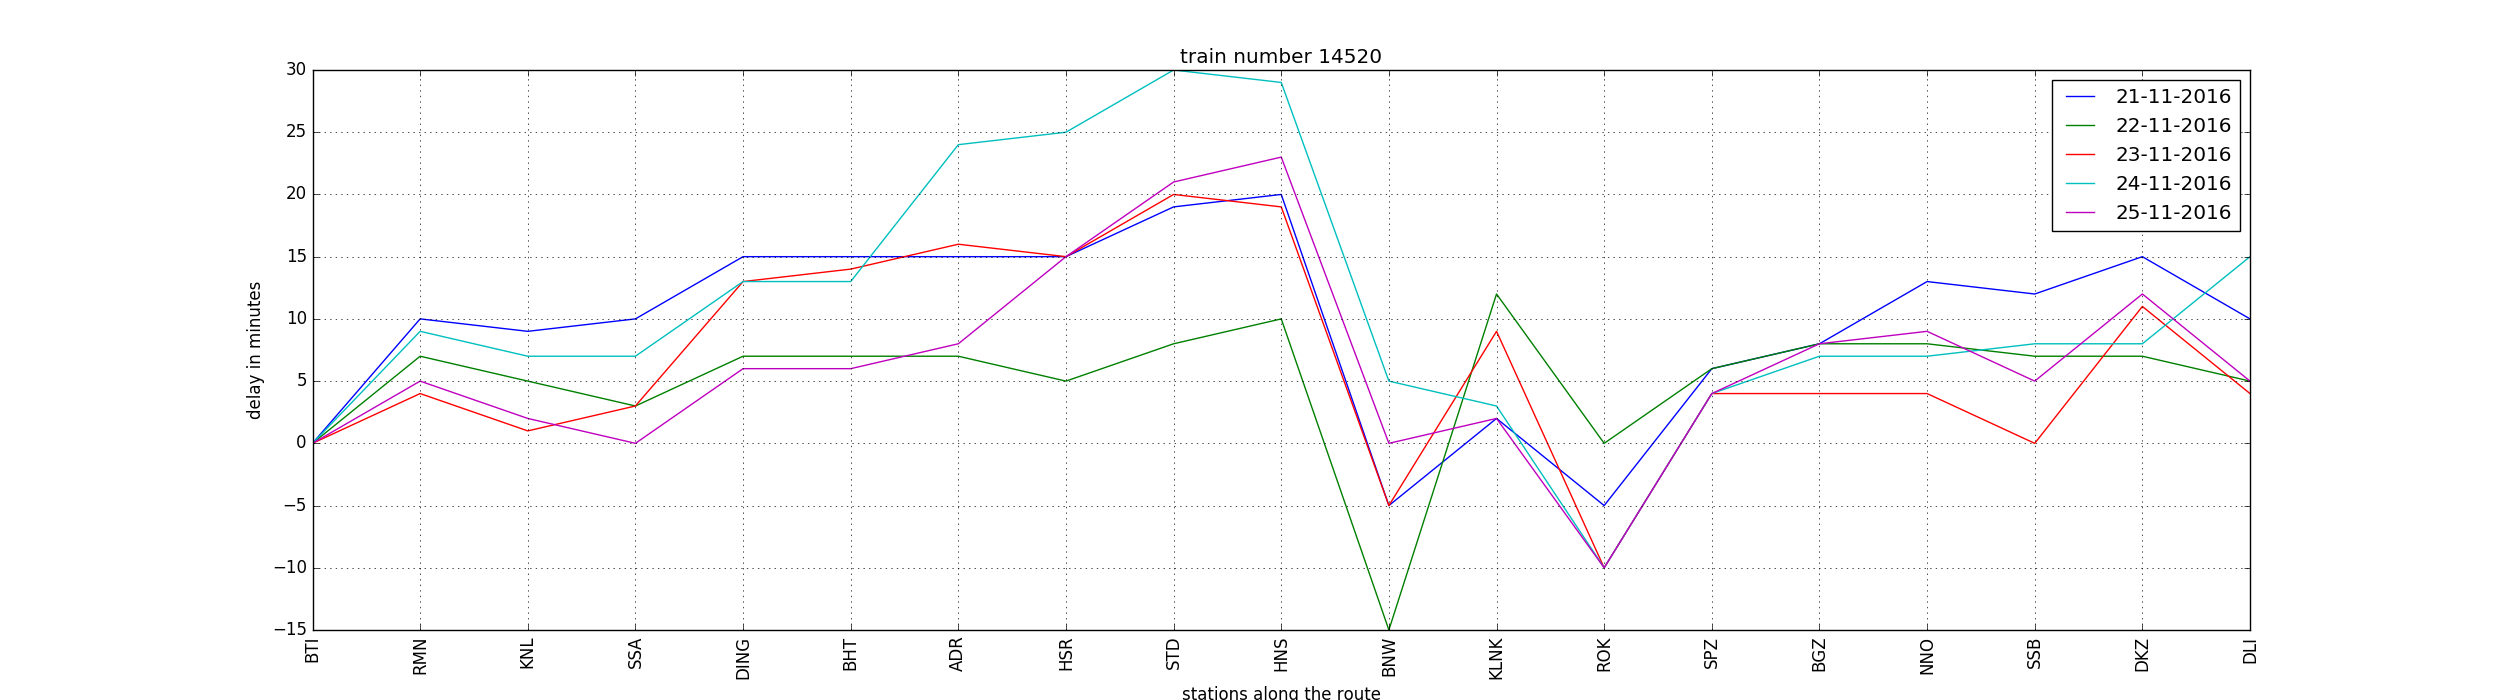 train number 14520
30
25
20
15
10
5
0
−5
−10
−15
delay in minutes
21-11-2016
22-11-2016
23-11-2016
24-11-2016
25-11-2016
BTI
RMN
KNL
SSA
DING
BHT
ADR
HSR
STD
HNS
BNW
KLNK
ROK
SPZ
BGZ
NNO
SSB
DKZ
DLI
stations along the route